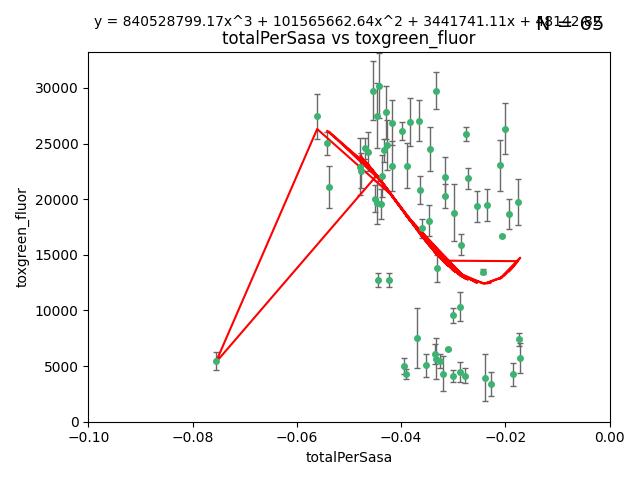 y = 840528799.17x^3 + 101565662.64x^2 + 3441741.11x +
N = 65
totalPerSasa vs toxgreen_fluor
30000
25000
20000
15000
10000
5000
0
toxgreen_fluor
−0.10 −0.08 −0.06 −0.04 −0.02 0.00
totalPerSasa